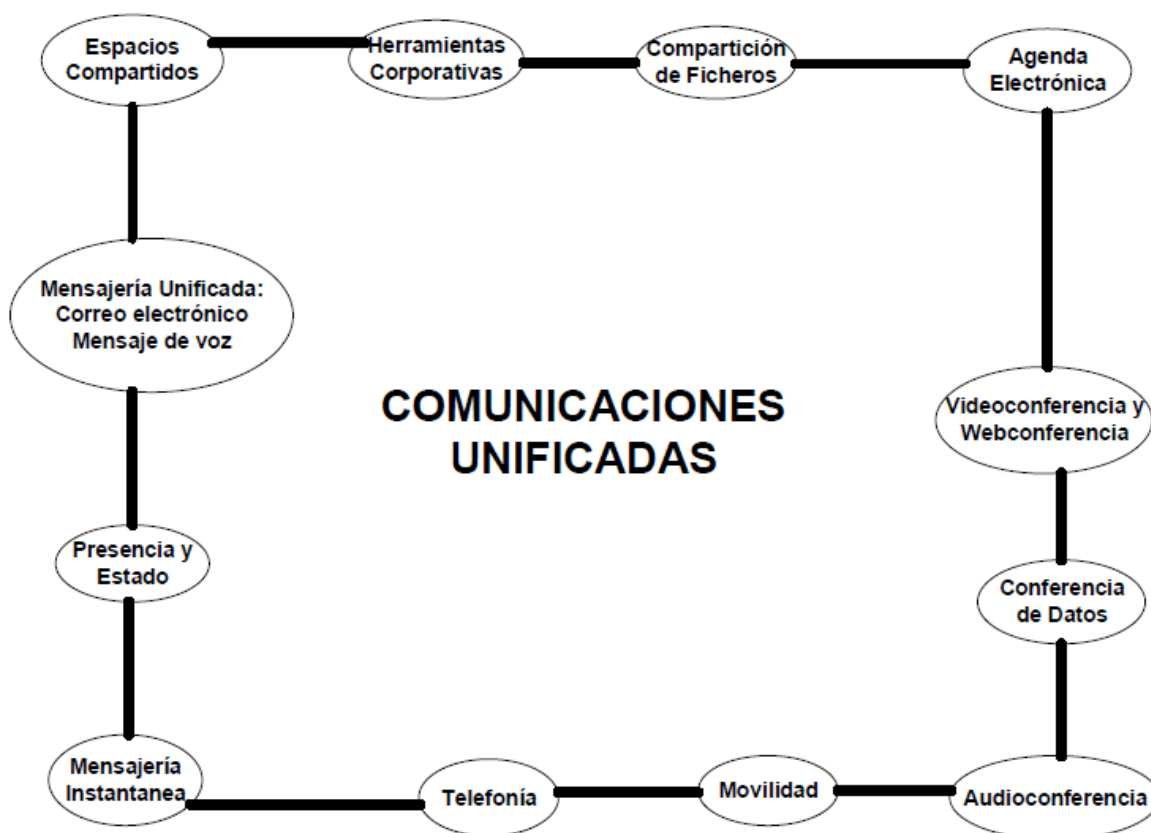 Espacios
Compartidos
Herramientas
Corporativas
Compartición
de Ficheros
Agenda
Electrónica
Mensajería Unificada:
Correo electrónico
Mensaje de voz
COMUNICACIONES
UNIFICADAS
Videoconferencia y
Webconferencia
Presencia y
Estado
Conferencia
de Datos
Mensajería
Instantanea
Telefonía
Movilidad
Audioconferencia